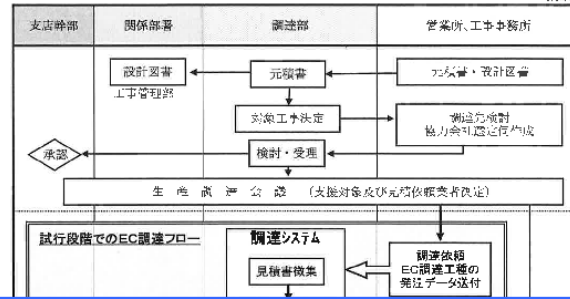 支店幹部 関係部署 調達部 営業所、工事事務所
設計図書 元積書 元積書・設計図書
工事管理部
対象工事決定 調達先検討
協力会社選定伺作成
承認 検討・受理
生産調達会議 (支援対象及び見積依頼業者決定)
試行段階でのEC調達フロー 調達システム
見積書徴集 調達依頼
EC調達工種の
発注データ送付